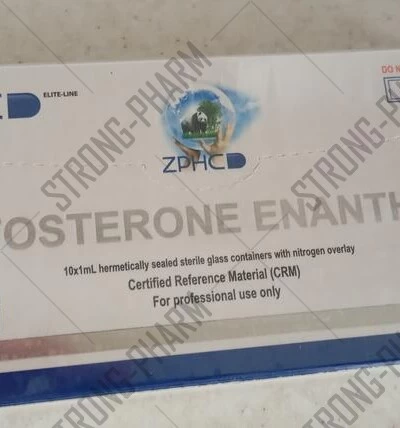 ELITE-LINE
DO N
ZPHC
TOSTERONE ENANTH
10x1mL hermetically sealed sterile glass containers with nitrogen overlay
Certified Reference Material (CRM)
For professional use only
STRONG-PHARM
STRONG-PHARM
STRONG-PHARM
STRONG-PHARM